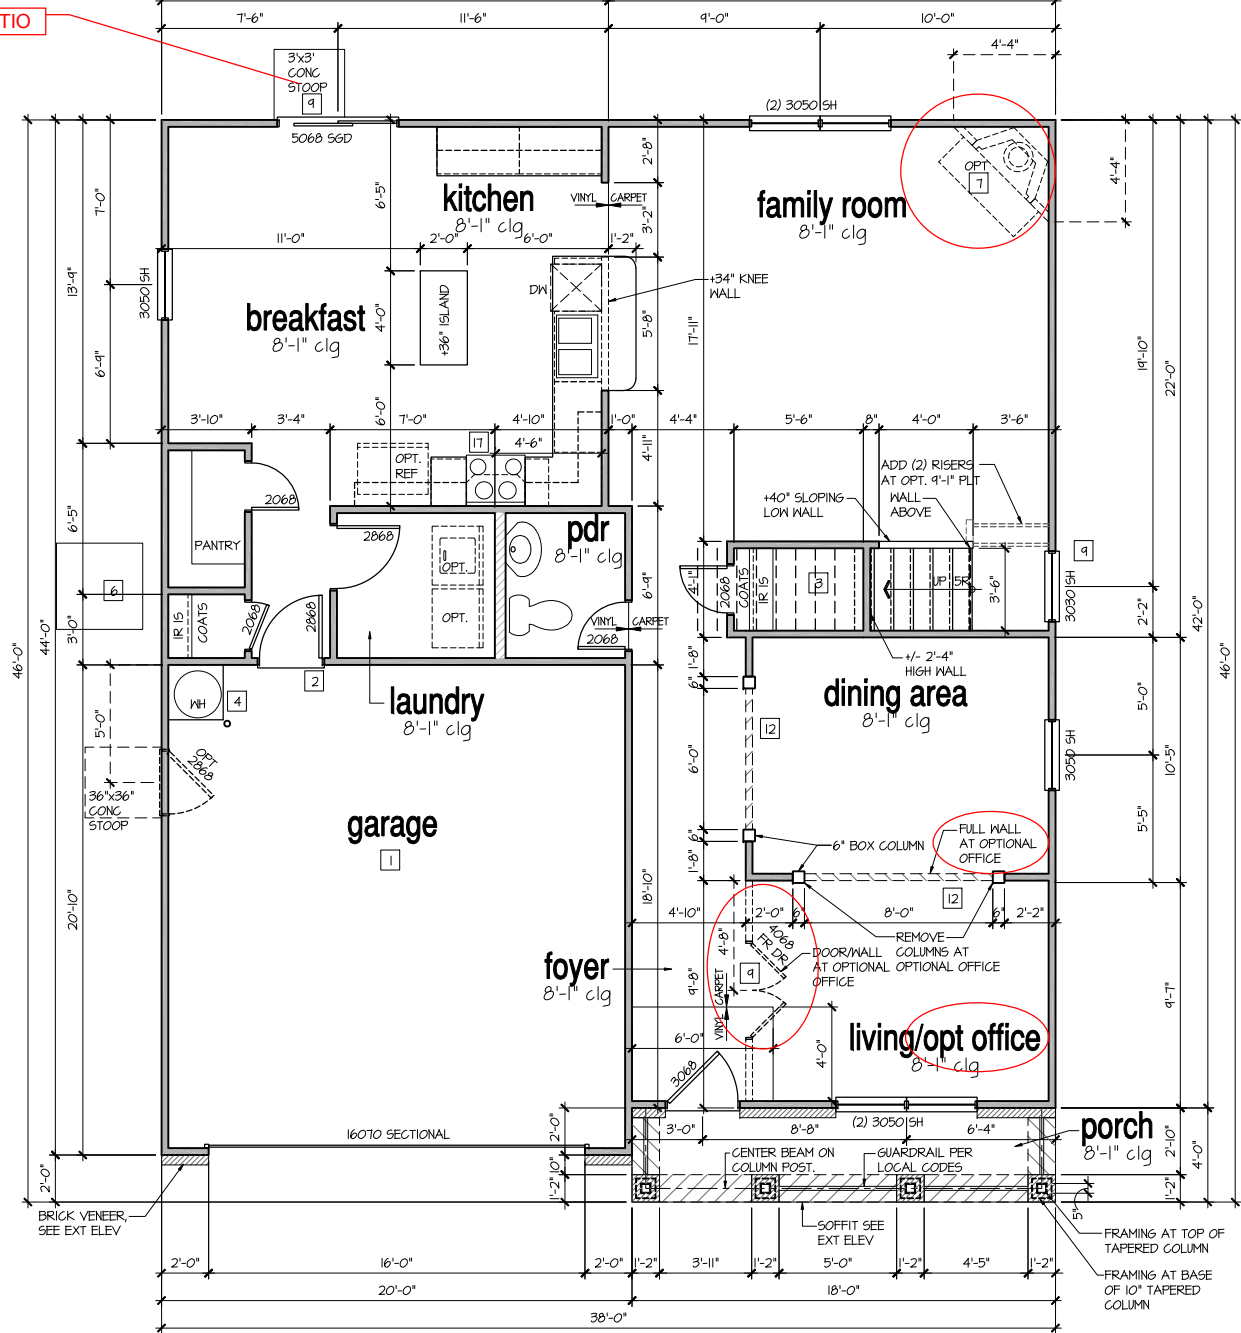 TIO
7'-6"
11'-6"
9'-0"
10'-0"
4'-4"
3'x3'
CONC
STOOP
9
5068 SGD
(2) 3050 SH
OPT
7
4'-4"
2'-8"
6'-5"
7'-0"
kitchen
8'-1" clg
VINYL
CARPET
3'-2"
family room
8'-1" clg
11'-0"
2'-0"
6'-0"
1'-2"
13'-9"
3050 SH
DW
+34" KNEE
WALL
breakfast
8'-1" clg
4'-0"
+36" ISLAND
5'-8"
17'-11"
19'-10"
22'-0"
6'-9"
3'-10"
3'-4"
7'-0"
6'-0"
4'-10"
1'-0"
4'-4"
5'-6"
8"
4'-0"
3'-6"
17
4'-6"
4'-11"
OPT.
REF
ADD (2) RISERS
AT OPT. 9'-1" PLT
2068
+40" SLOPING
LOW WALL
WALL
ABOVE
6'-5"
PANTRY
2868
pdr
8'-1" clg
OPT.
9
6
4'-1"
2068
COATS
1R 1S
3
UP 5R
3'-6"
3030 SH
2'-2"
42'-0"
6'-9"
3'-0"
1R 1S
COATS
2068
2868
OPT.
VINYL
CARPET
2068
44'-0"
46'-0"
2
1'-8"
6"
+/- 2'-4"
HIGH WALL
46'-0"
WH
4
laundry
8'-1" clg
dining area
8'-1" clg
5'-0"
5'-0"
12
OPT
2868
6'-0"
3050 SH
10'-5"
36"x36"
CONC
STOOP
garage
1
6"
6" BOX COLUMN
FULL WALL
AT OPTIONAL
OFFICE
5'-5"
1'-8"
20'-10"
18'-10"
12
4'-10"
2'-0"
6"
8'-0"
6"
2'-2"
4'-8"
4068
FR DR
REMOVE
COLUMNS AT
OPTIONAL OFFICE
DOOR/WALL
AT OPTIONAL
OFFICE
foyer
8'-1" clg
9'-8"
9
VINYL
CARPET
9'-7"
6'-0"
4'-0"
living/opt office
8'-1" clg
3068
16070 SECTIONAL
2'-0"
3'-0"
8'-8"
(2) 3050 SH
6'-4"
porch
8'-1" clg
2'-10"
4'-0"
2'-0"
10"
1'-2"
CENTER BEAM ON
COLUMN POST.
GUARDRAIL PER
LOCAL CODES
1'-2"
5"
BRICK VENEER,
SEE EXT ELEV
SOFFIT SEE
EXT ELEV
FRAMING AT TOP OF
TAPERED COLUMN
2'-0"
16'-0"
2'-0"
1'-2"
3'-11"
1'-2"
5'-0"
1'-2"
4'-5"
1'-2"
FRAMING AT BASE
OF 10" TAPERED
COLUMN
20'-0"
18'-0"
38'-0"